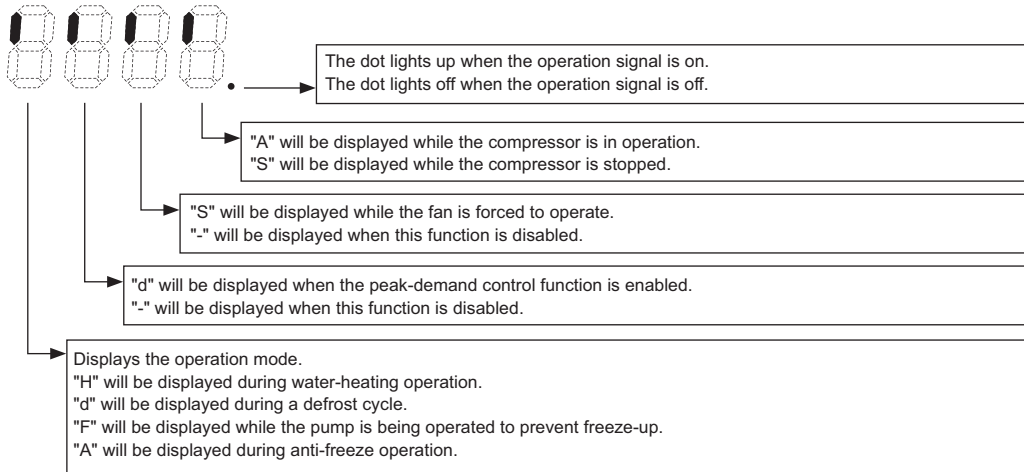 The dot lights up when the operation signal is on.
The dot lights off when the operation signal is off.
"A" will be displayed while the compressor is in operation.
"S" will be displayed while the compressor is stopped.
"S" will be displayed while the fan is forced to operate.
"-" will be displayed when this function is disabled.
"d" will be displayed when the peak-demand control function is enabled.
"-" will be displayed when this function is disabled.
Displays the operation mode.
"H" will be displayed during water-heating operation.
"d" will be displayed during a defrost cycle.
"F" will be displayed while the pump is being operated to prevent freeze-up.
"A" will be displayed during anti-freeze operation.